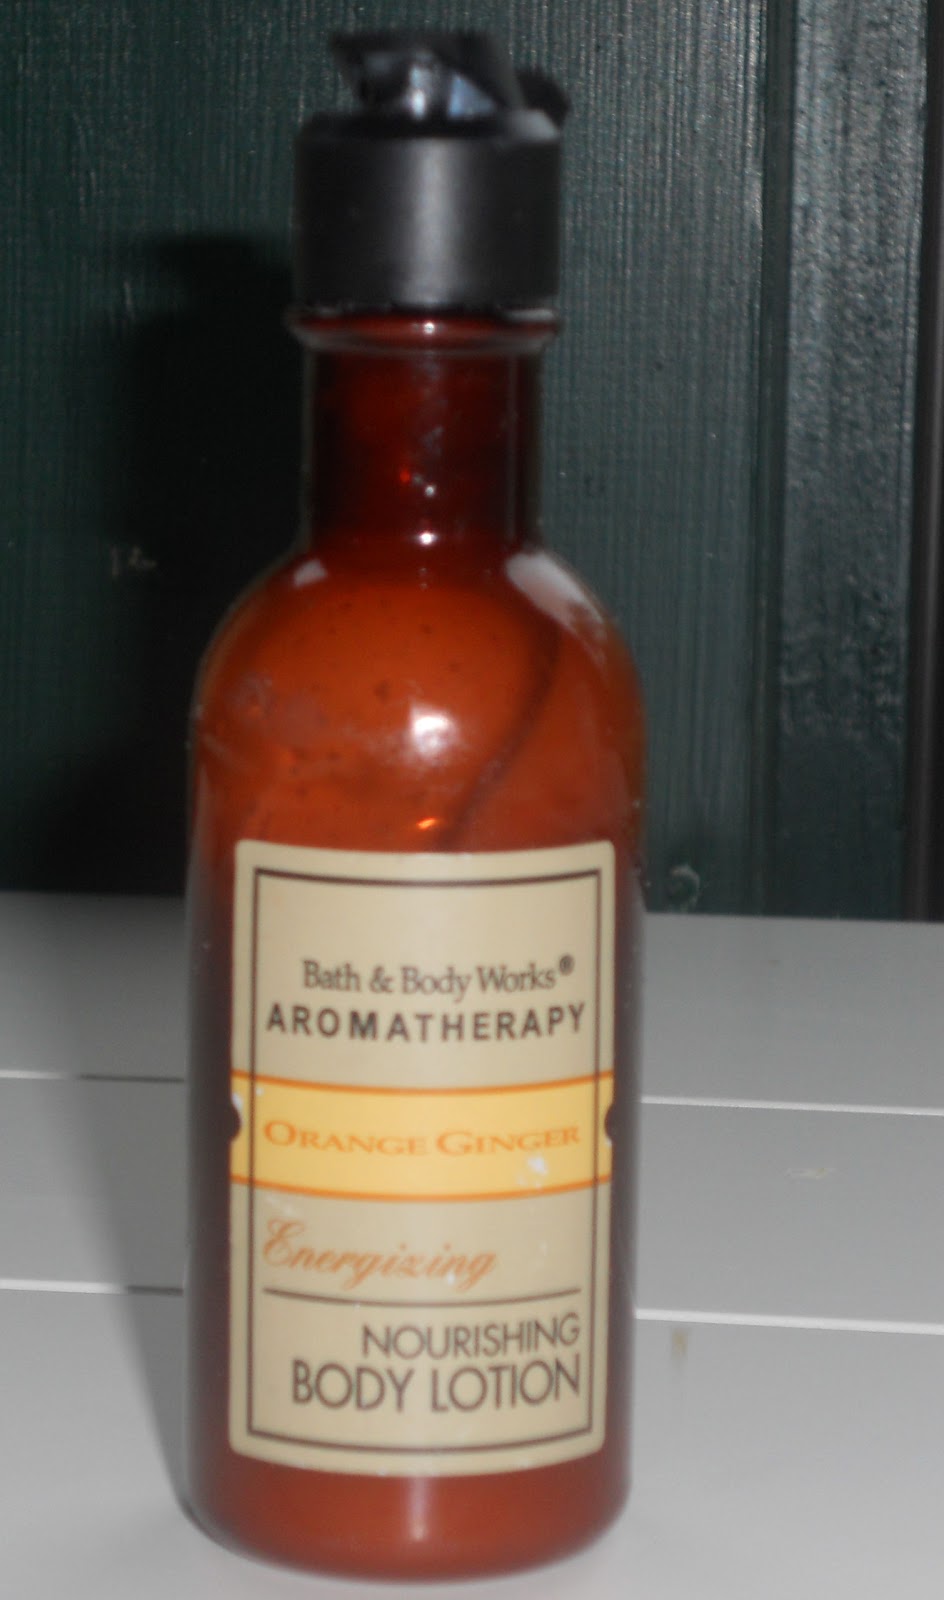 Bath & Body Works®
AROMATHERAPY
ORANGE GINGER
Energizing
NOURISHING
BODY LOTION